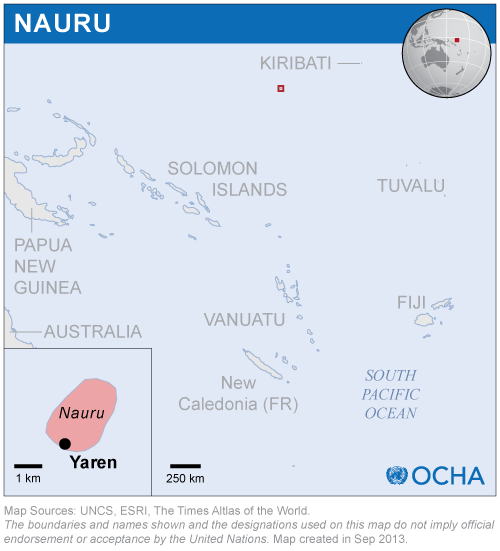 NAURU
KIRIBATI
SOLOMON
ISLANDS
TUVALU
PAPUA
NEW
GUINEA
VANUATU
FIJI
AUSTRALIA
New
Caledonia (FR)
SOUTH
PACIFIC
OCEAN
Nauru
Yaren
1 km
250 km
OCHA
Map Sources: UNCS, ESRI, The Times Altlas of the World.
The boundaries and names shown and the designations used on this map do not imply official
endorsement or acceptance by the United Nations. Map created in Sep 2013.